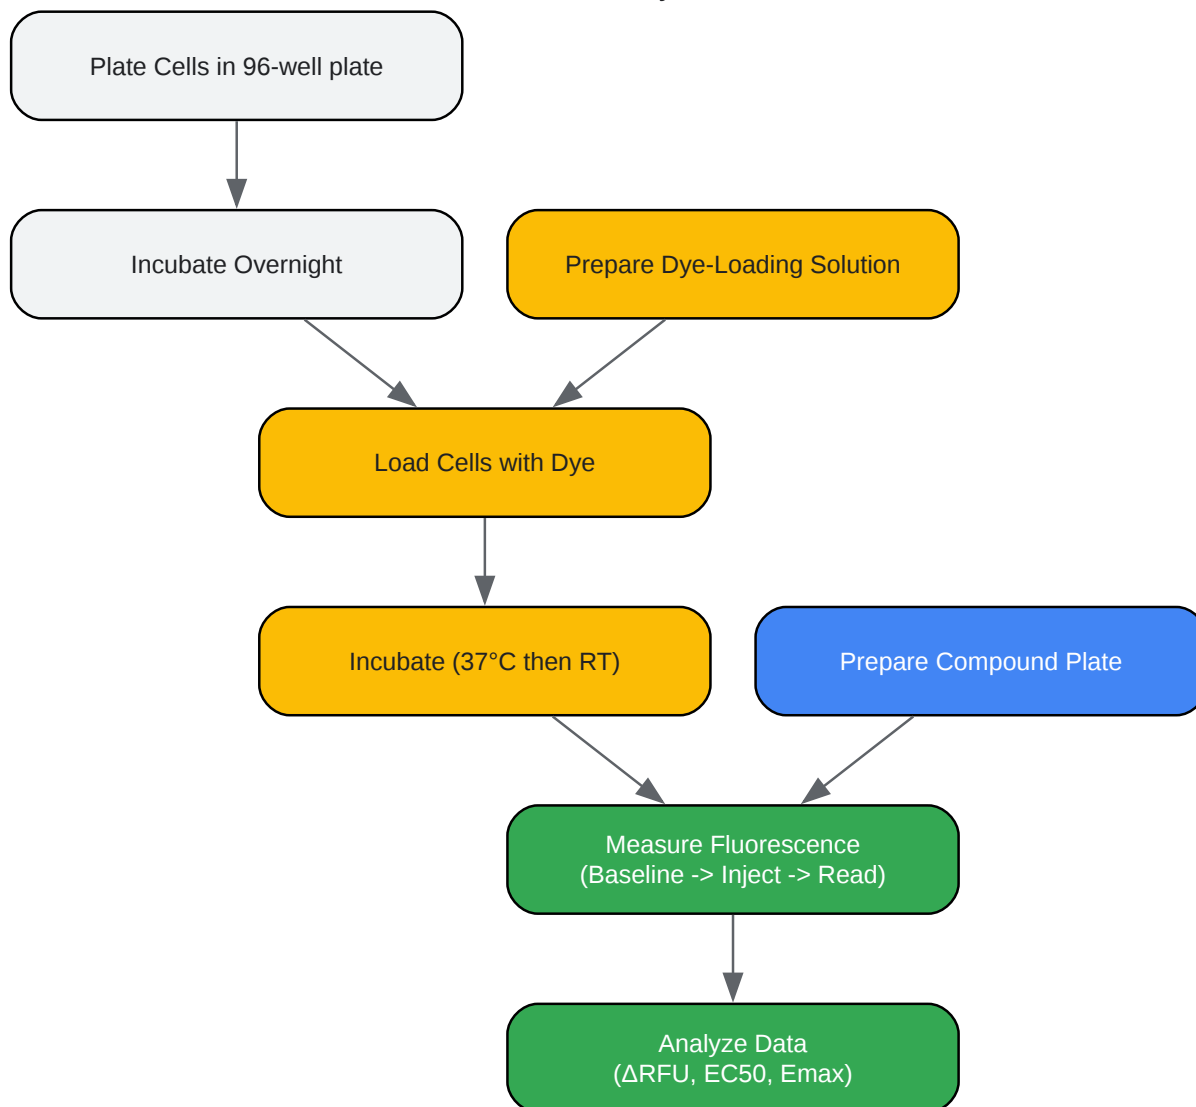 Plate Cells in 96-well plate
Incubate Overnight
Prepare Dye-Loading Solution
Load Cells with Dye
Incubate (37°C then RT)
Prepare Compound Plate
Measure Fluorescence
(Baseline -> Inject -> Read)
Analyze Data
(ΔRFU, EC50, Emax)